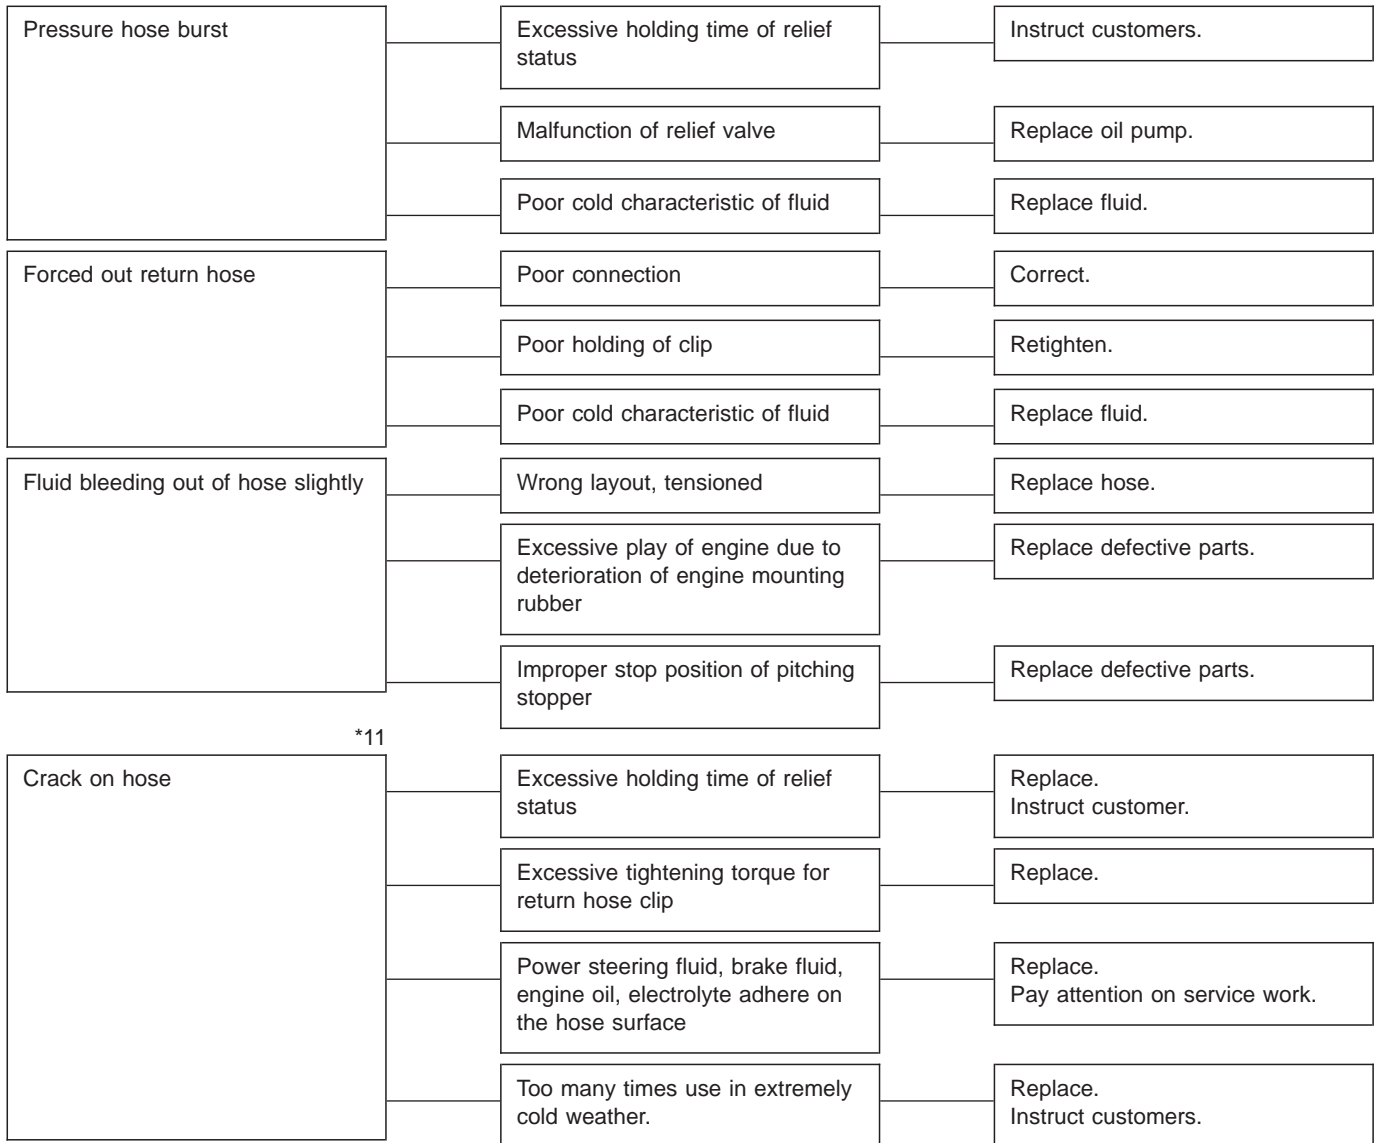 Pressure hose burst
Excessive holding time of relief
status
Instruct customers.
Malfunction of relief valve
Replace oil pump.
Poor cold characteristic of fluid
Replace fluid.
Forced out return hose
Poor connection
Correct.
Poor holding of clip
Retighten.
Poor cold characteristic of fluid
Replace fluid.
Fluid bleeding out of hose slightly
Wrong layout, tensioned
Replace hose.
Excessive play of engine due to
deterioration of engine mounting
rubber
Replace defective parts.
Improper stop position of pitching
stopper
Replace defective parts.
*11
Crack on hose
Excessive holding time of relief
status
Replace.
Instruct customer.
Excessive tightening torque for
return hose clip
Replace.
Power steering fluid, brake fluid,
engine oil, electrolyte adhere on
the hose surface
Replace.
Pay attention on service work.
Too many times use in extremely
cold weather.
Replace.
Instruct customers.